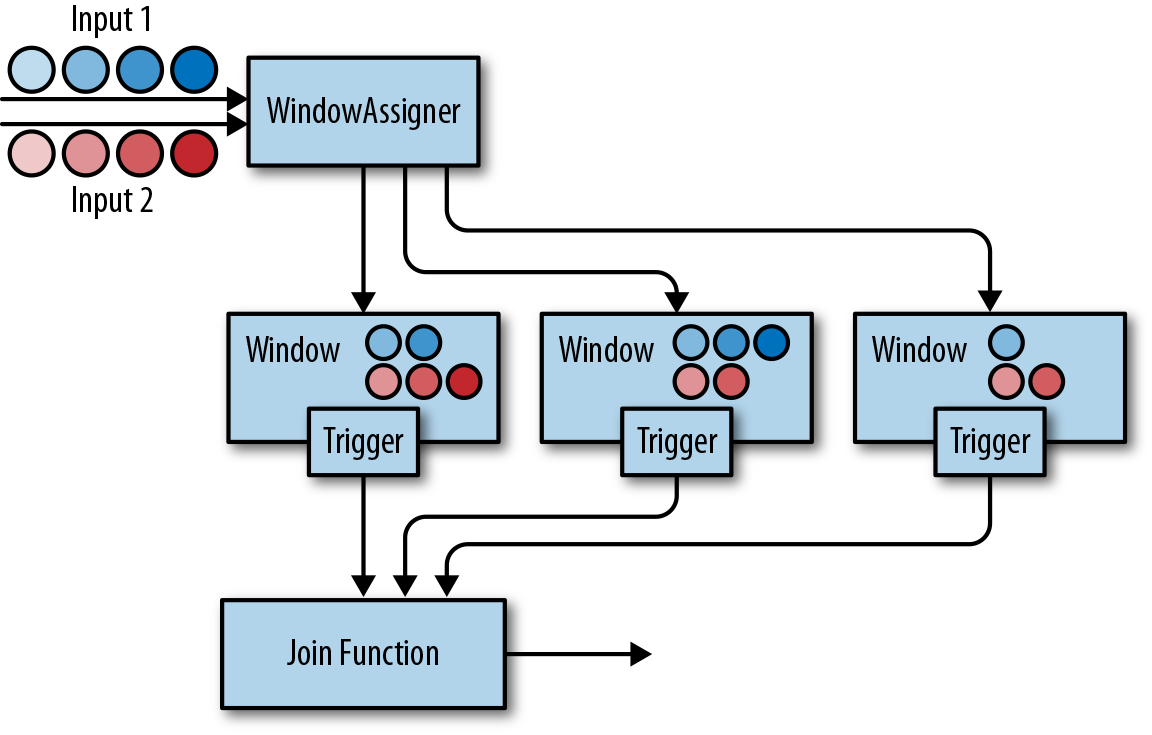 Input 1
WindowAssigner
Input 2
Window
Window
Window
Trigger
Trigger
Trigger
Join Function